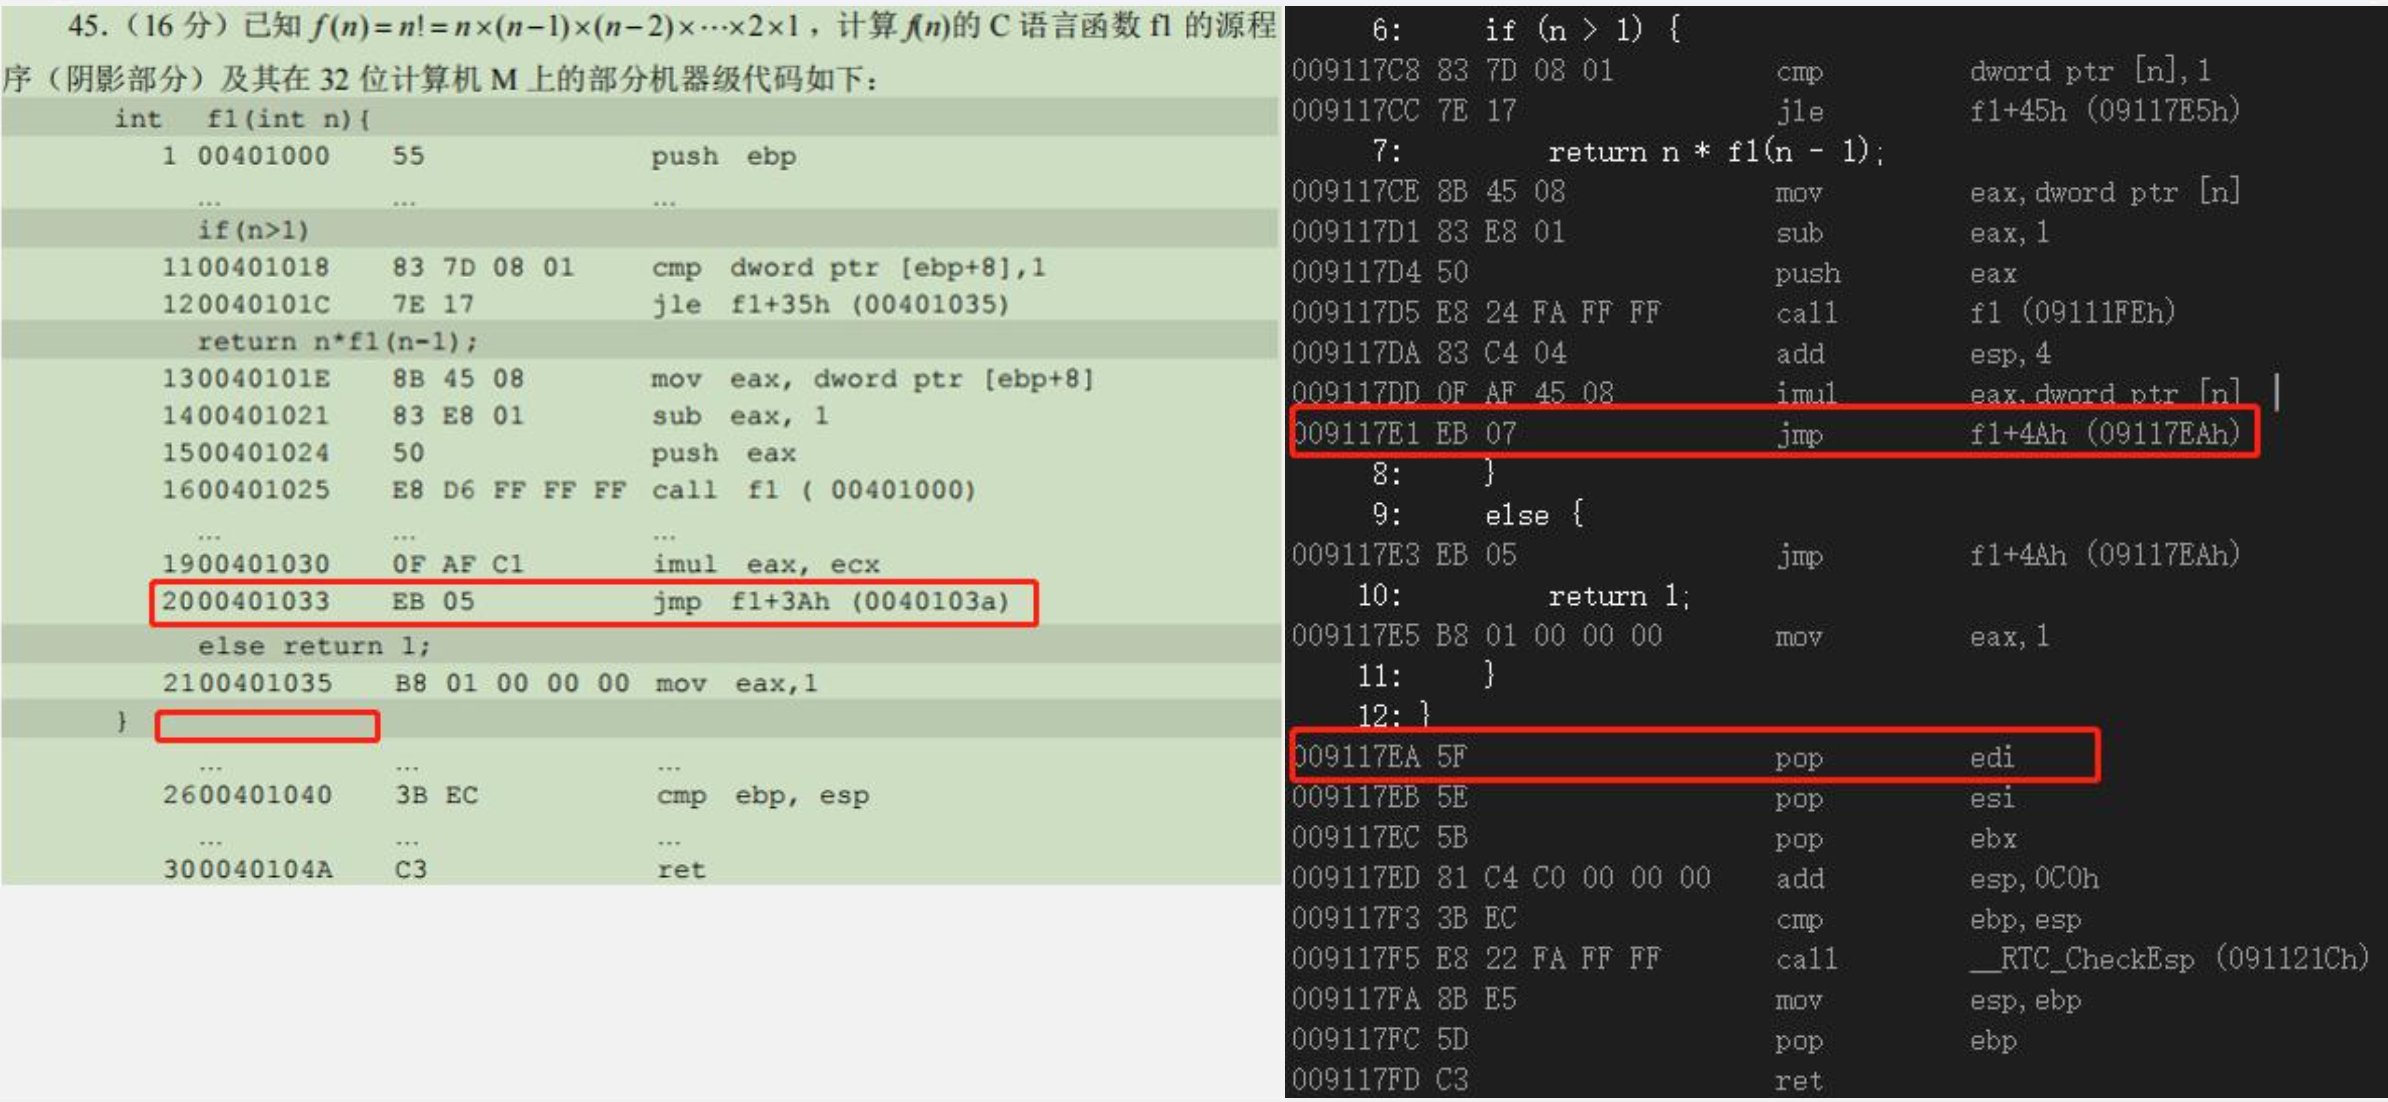 45.（16 分）已知 f(n)=n!=n×(n−1)×(n−2)×⋯×2×1，计算 f(n)的 C 语言函数 f1 的源程
序（阴影部分）及其在 32 位计算机 M 上的部分机器级代码如下：
int f1(int n){
1 00401000 55 push ebp
... ... ...
if(n>1)
1100401018 83 7D 08 01 cmp dword ptr [ebp+8],1
120040101C 7E 17 jle f1+35h (00401035)
return n*f1(n-1);
130040101E 8B 45 08 mov eax, dword ptr [ebp+8]
1400401021 83 E8 01 sub eax, 1
1500401024 50 push eax
1600401025 E8 D6 FF FF FF call f1 ( 00401000)
... ... ...
1900401030 0F AF C1 imul eax, ecx
2000401033 EB 05 jmp f1+3Ah (0040103a)
else return 1;
2100401035 B8 01 00 00 00 mov eax,1
}
... ... ...
2600401040 3B EC cmp ebp, esp
... ... ...
300040104A C3 ret
6: if (n > 1) {
009117C8 83 7D 08 01 cmp dword ptr [n],1
009117CC 7E 17 jle f1+45h (09117E5h)
7: return n * f1(n - 1);
009117CE 8B 45 08 mov eax,dword ptr [n]
009117D1 83 E8 01 sub eax,1
009117D4 50 push eax
009117D5 E8 24 FA FF FF call f1 (09111FEh)
009117DA 83 C4 04 add esp,4
009117DD 0F AF 45 08 imul eax,dword ptr [n]
009117E1 EB 07 jmp f1+4Ah (09117EAh)
8: }
9: else {
009117E3 EB 05 jmp f1+4Ah (09117EAh)
10: return 1;
009117E5 B8 01 00 00 00 mov eax,1
11: }
12: }
009117EA 5F pop edi
009117EB 5E pop esi
009117EC 5B pop ebx
009117ED 81 C4 C0 00 00 00 add esp,0C0h
009117F3 3B EC cmp ebp,esp
009117F5 E8 22 FA FF FF call __RTC_CheckEsp (091121Ch)
009117FA 8B E5 mov esp,ebp
009117FC 5D pop ebp
009117FD C3 ret